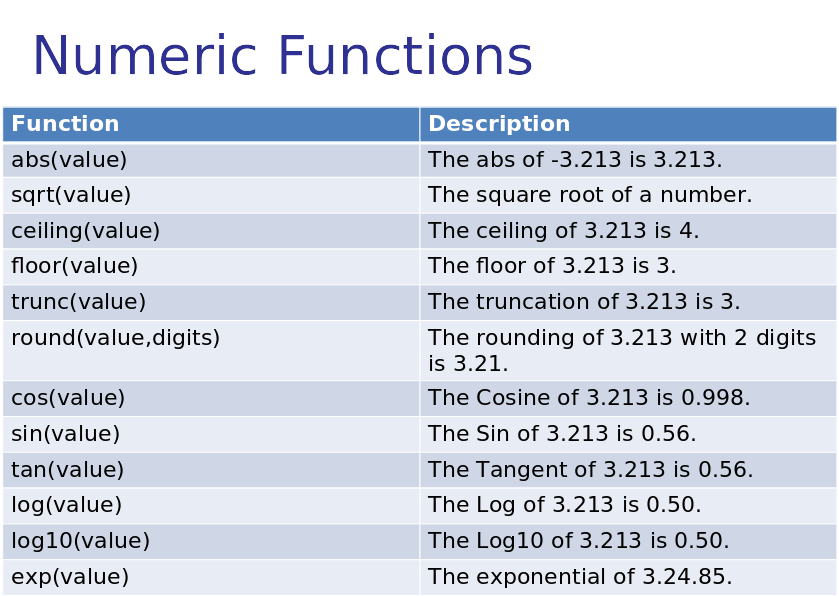 Numeric Functions
Function Description
abs(value) The abs of -3.213 is 3.213.
sqrt(value) The square root of a number.
ceiling(value) The ceiling of 3.213 is 4.
floor(value) The floor of 3.213 is 3.
trunc(value) The truncation of 3.213 is 3.
round(value,digits) The rounding of 3.213 with 2 digits
is 3.21.
cos(value) The Cosine of 3.213 is 0.998.
sin(value) The Sin of 3.213 is 0.56.
tan(value) The Tangent of 3.213 is 0.56.
log(value) The Log of 3.213 is 0.50.
log10(value) The Log10 of 3.213 is 0.50.
exp(value) The exponential of 3.24.85.